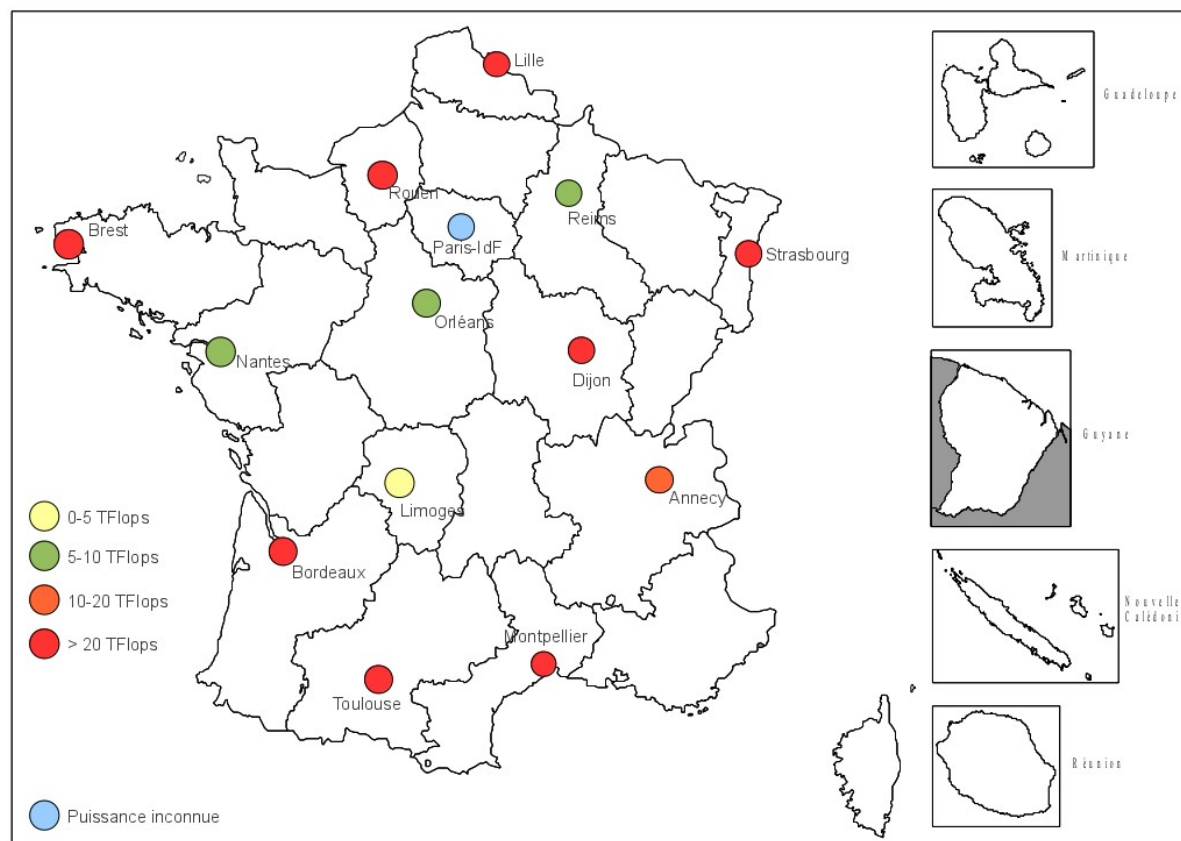 Lille
Rouen
Reims
Brest
Paris-IdF
Strasbourg
Orléans
Nantes
Dijon
Limoges
Annecy
Bordeaux
Montpellier
Toulouse
0-5 TFlops
5-10 TFlops
10-20 TFlops
> 20 TFlops
Puissance inconnue
Guadeloupe
Martinique
Guyane
Nouvelle
Calédoni
Réunion